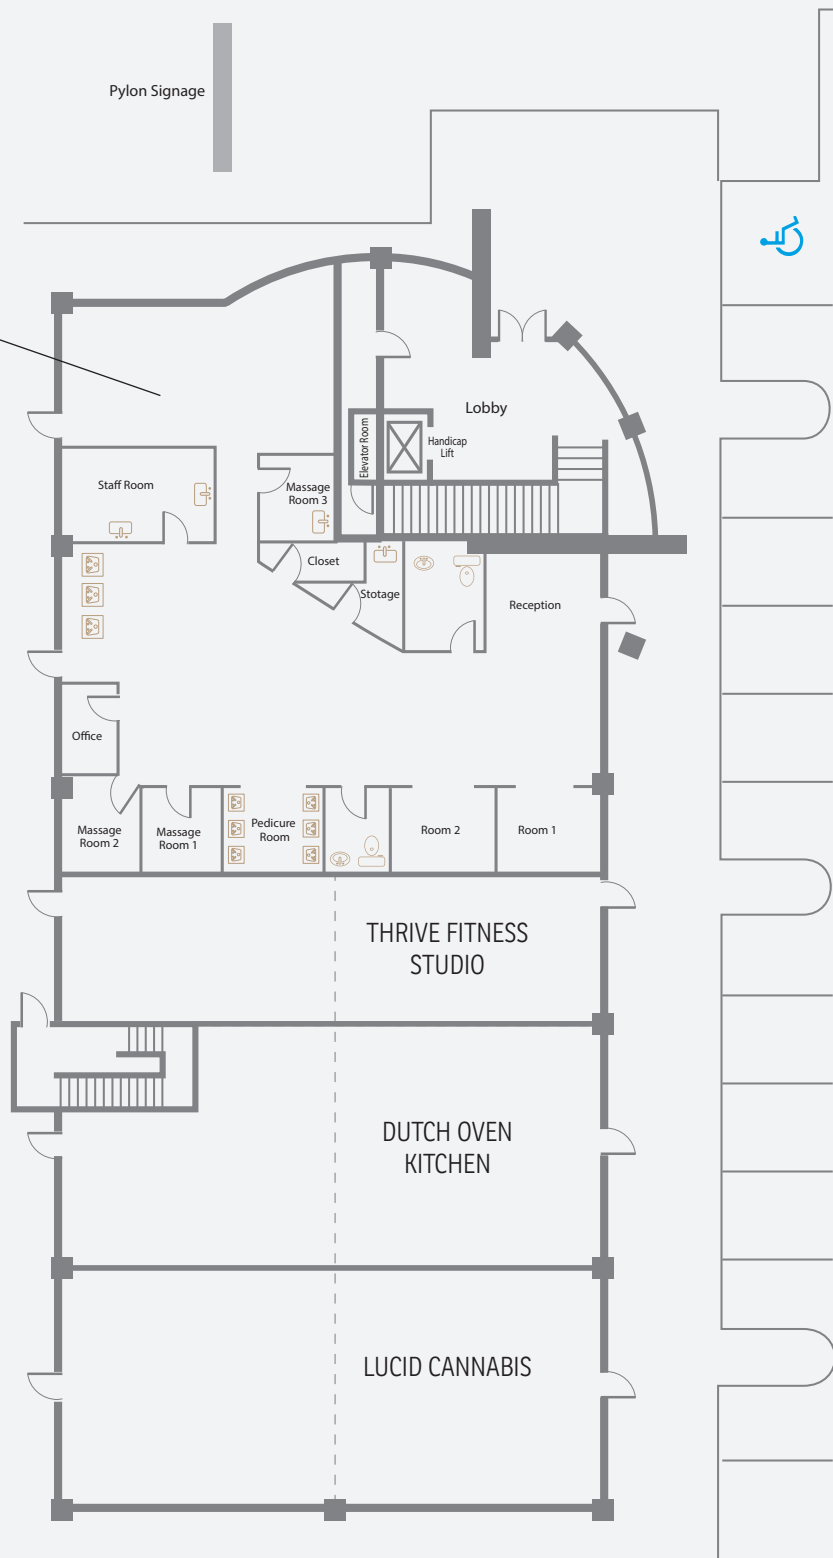 Pylon Signage
Lobby
Elevator Room
Handicap
Lift
Staff Room
Massage
Room 3
Closet
Stotage
Reception
Office
Massage
Room 2
Massage
Room 1
Pedicure
Room
Room 2
Room 1
THRIVE FITNESS
STUDIO
DUTCH OVEN
KITCHEN
LUCID CANNABIS